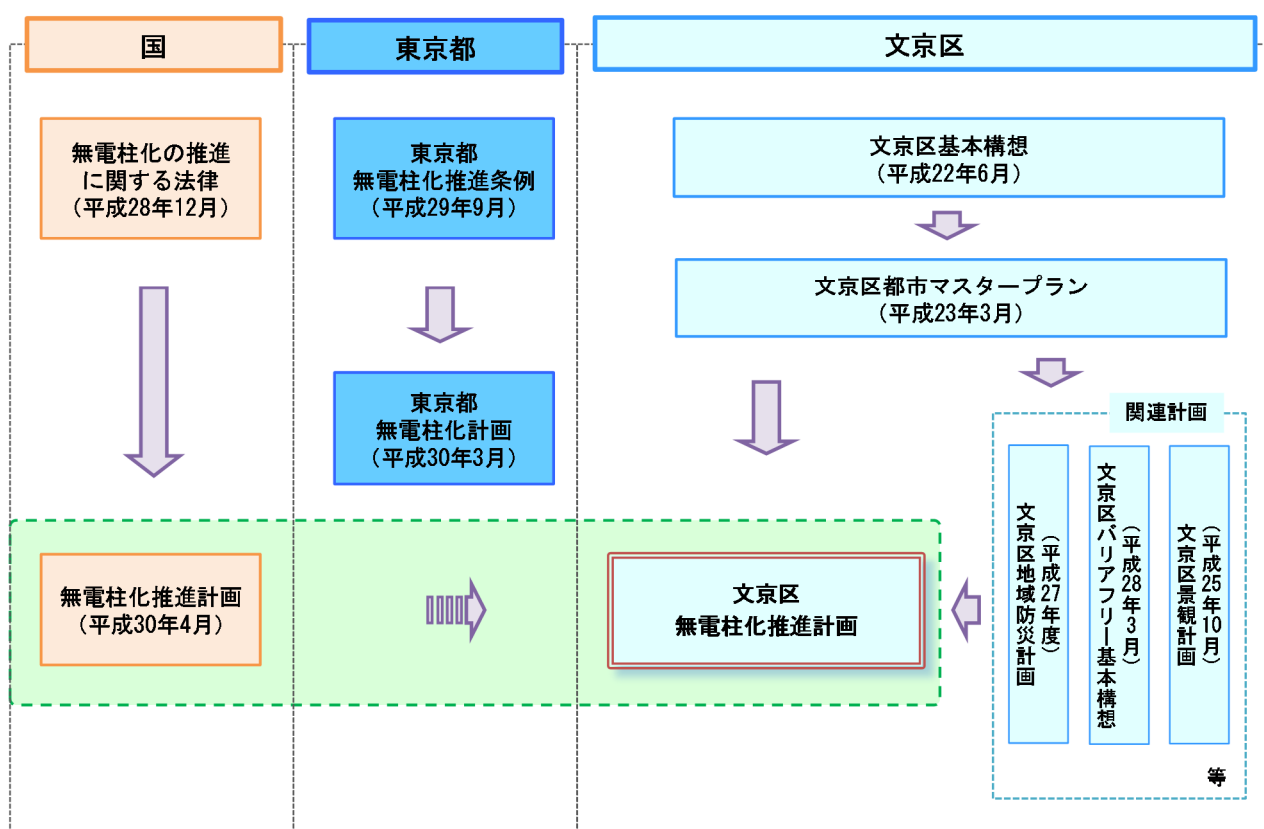 国
東京都
文京区
無電柱化の推進
に関する法律
（平成28年12月）
東京都
無電柱化推進条例
（平成29年9月）
文京区基本構想
（平成22年6月）
文京区都市マスタープラン
（平成23年3月）
東京都
無電柱化計画
（平成30年3月）
関連計画
無電柱化推進計画
（平成30年4月）
文京区
無電柱化推進計画
（平成27年度）
文京区地域防災計画
（平成28年3月）
文京区バリアフリー基本構想
（平成25年10月）
文京区景観計画
等